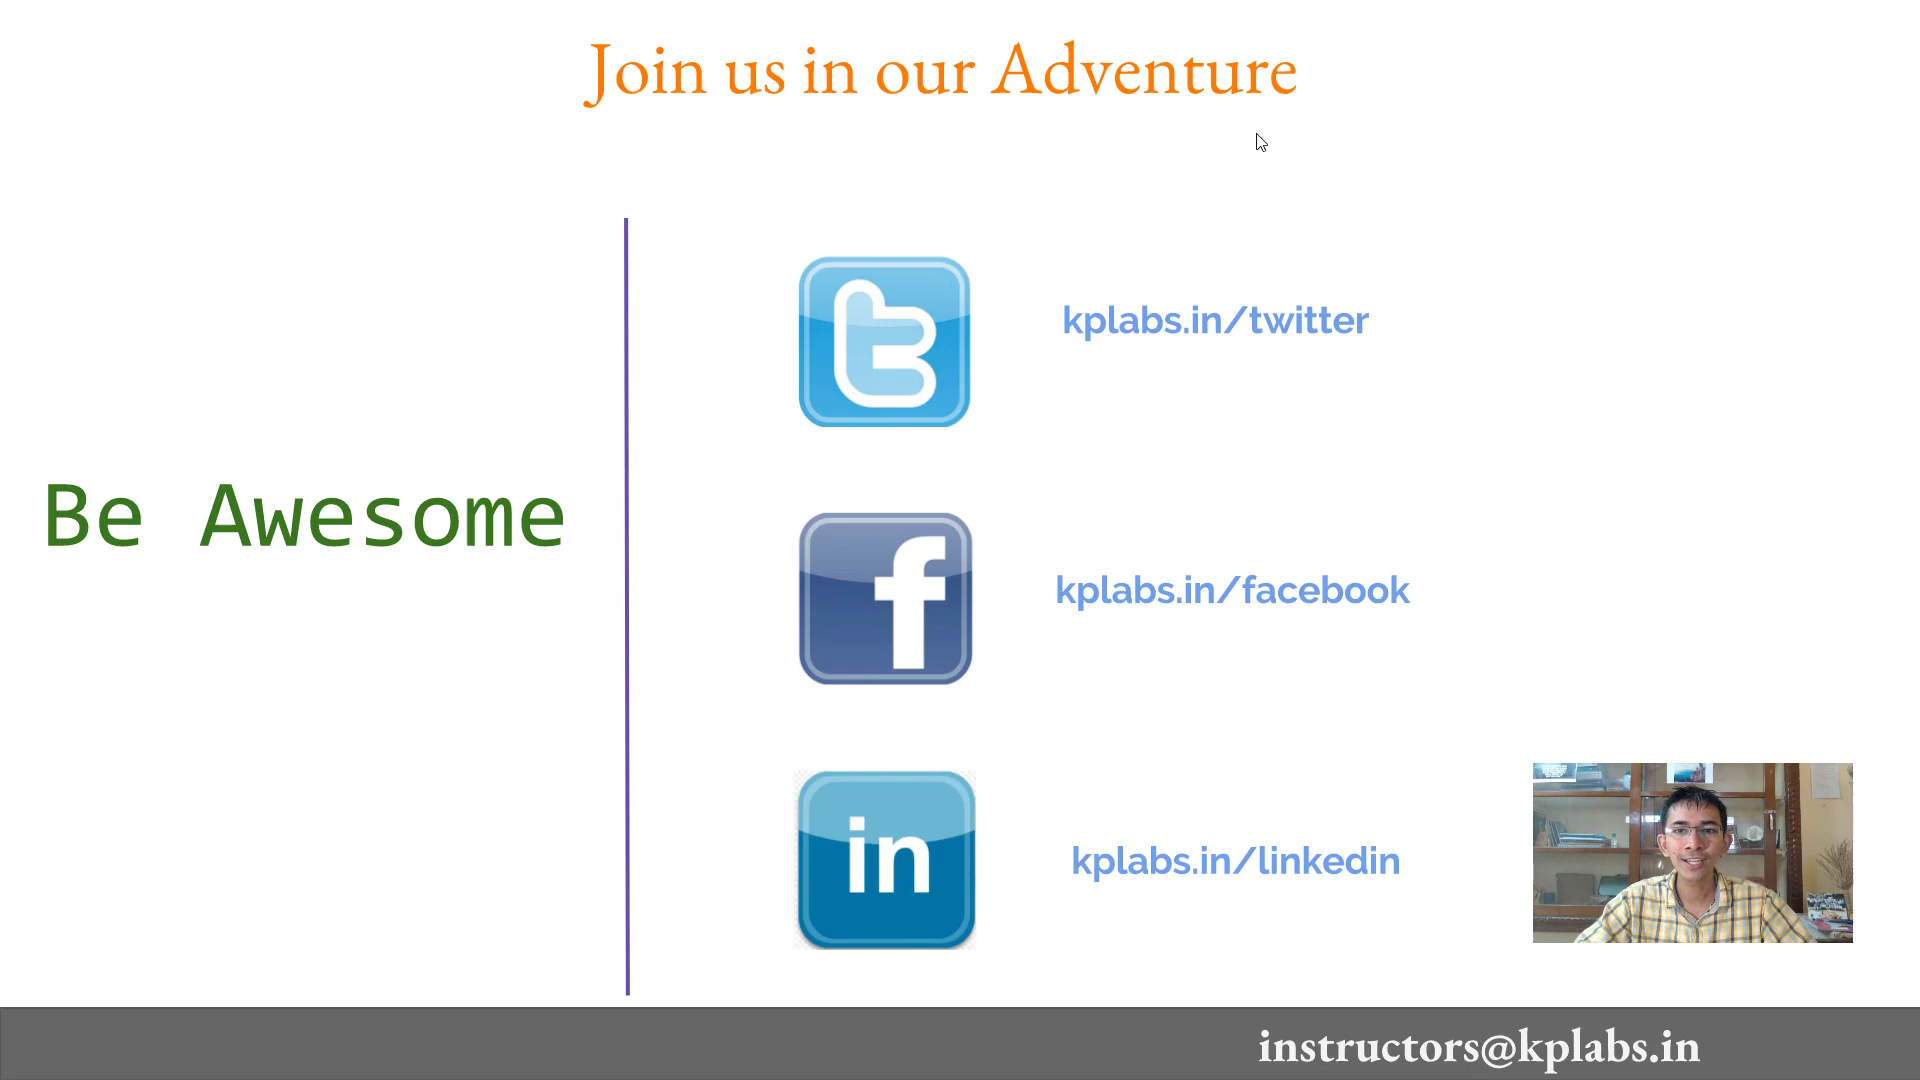 Join us in our Adventure
Be Awesome
kplabs.in/twitter
kplabs.in/facebook
in
kplabs.in/linkedin
instructors@kplabs.in